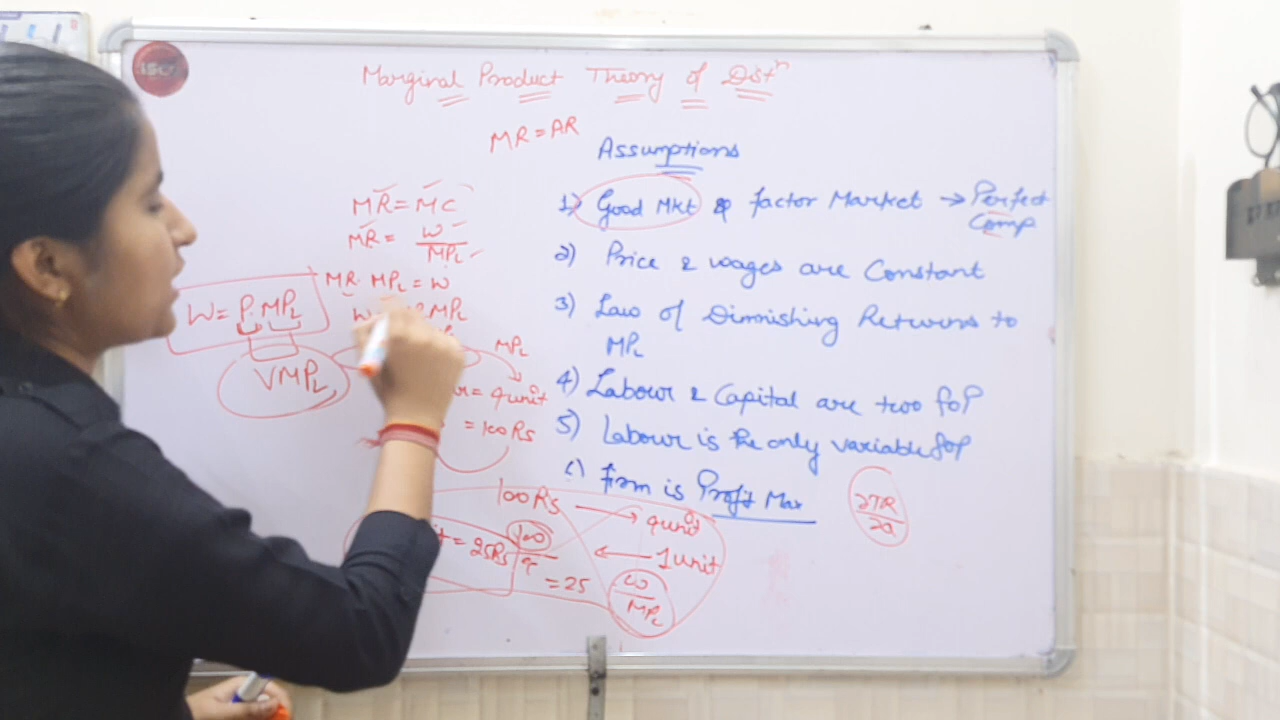 Marginal Product Theory of Distⁿ
MR = AR
Assumptions
1) Good Mkt & factor Market → Perfect Comp.
2) Price & wages are Constant
3) Law of Diminishing Returns to
MPL
4) Labour & Capital are two fop
5) Labour is the only variable fop
firm is Profit Max
MR = MC
MR = W/MPL
MR. MPL = W
MPL
W = P. MPL
VMPL
MPL
= 4 unit
= 100 Rs
100 Rs → 4 unit
← 1 unit
= 25 Rs
100/4
= 25
W/MPL